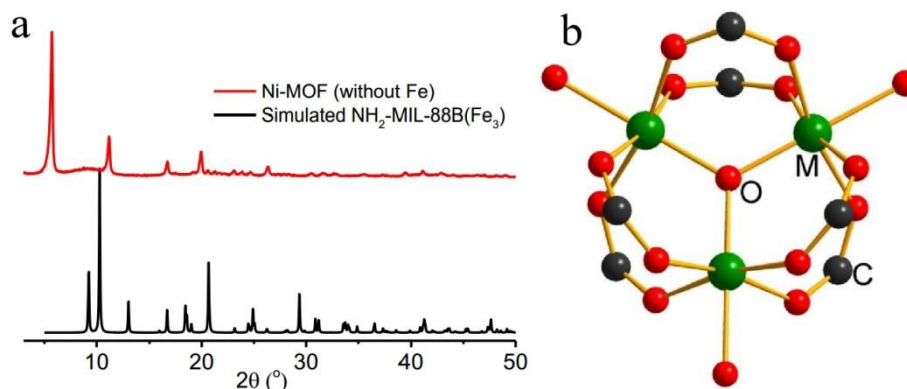 a
Ni-MOF (without Fe)
Simulated NH₂-MIL-88B(Fe₃)
10 20 30 40 50
2θ (°)
b
O
M
C